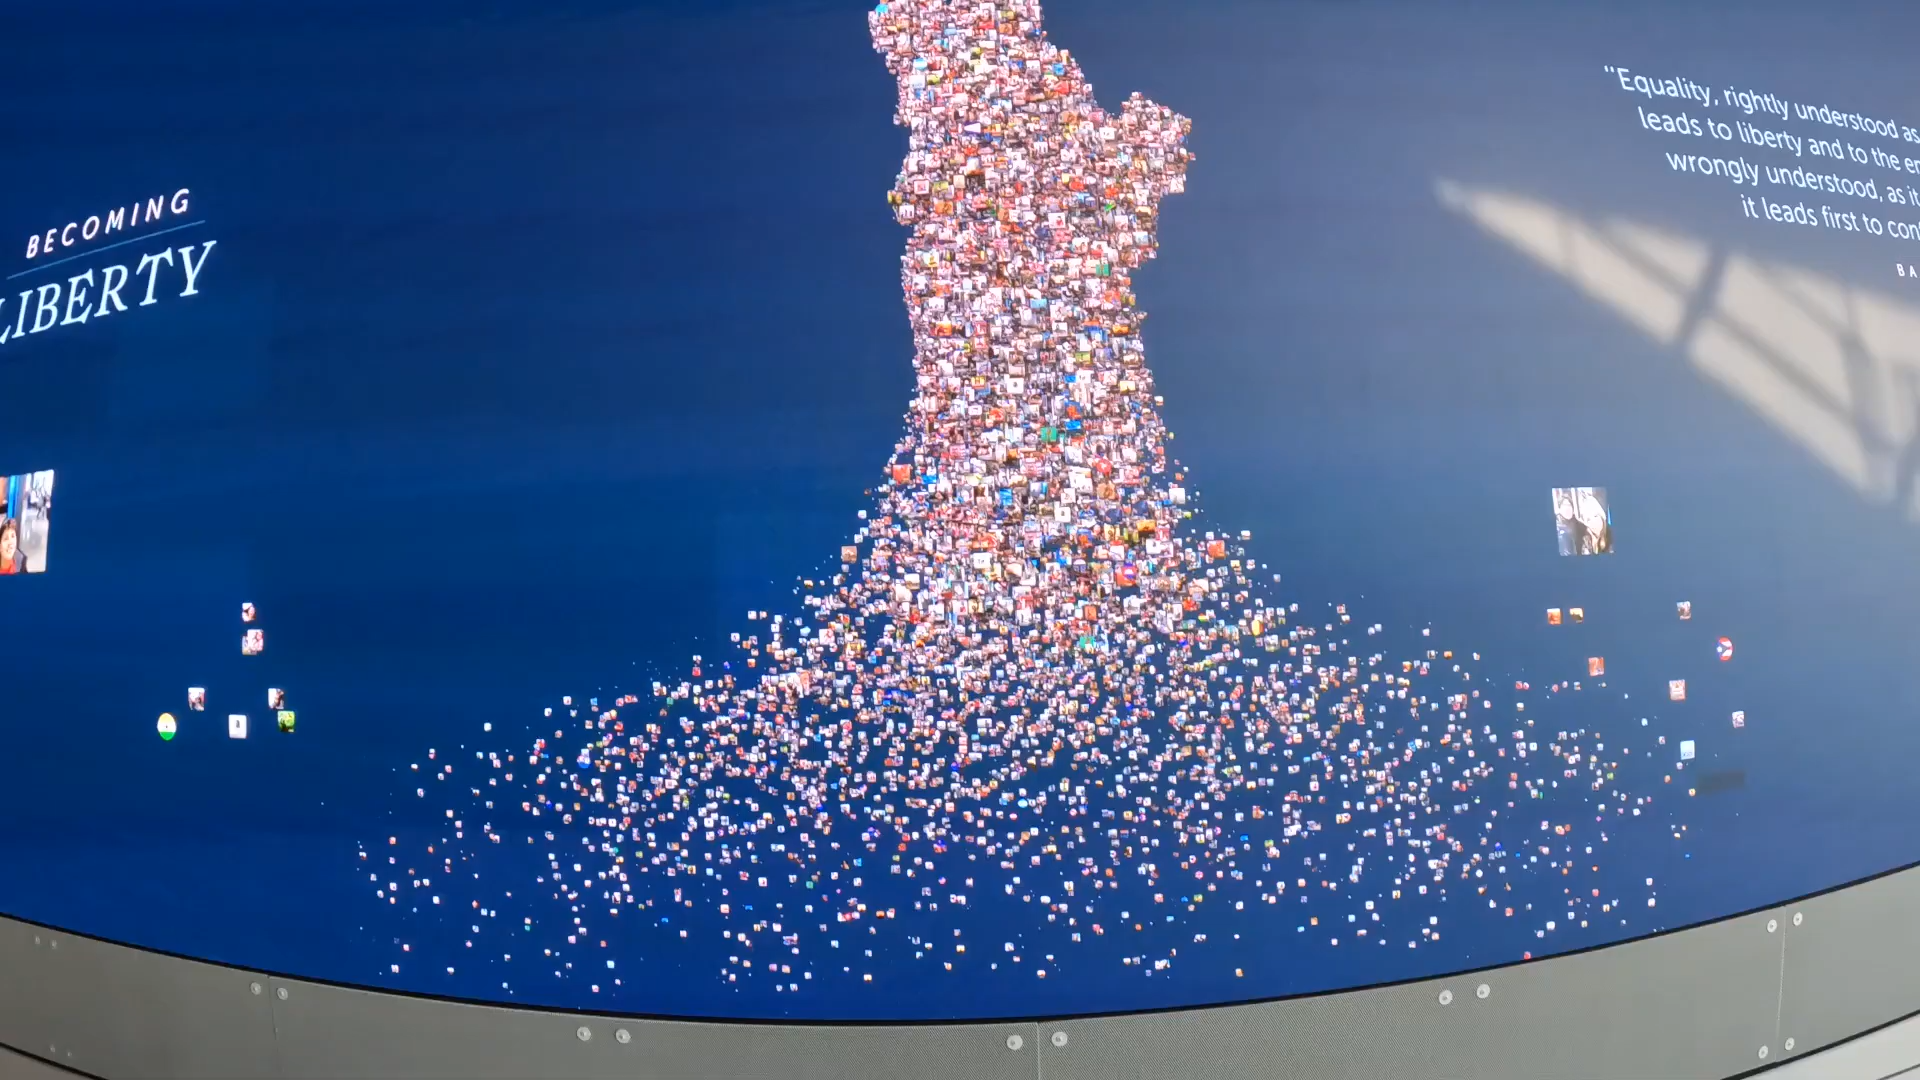 BECOMING
LIBERTY
“Equality, rightly understood as
leads to liberty and to the
wrongly understood, as it
it leads first to